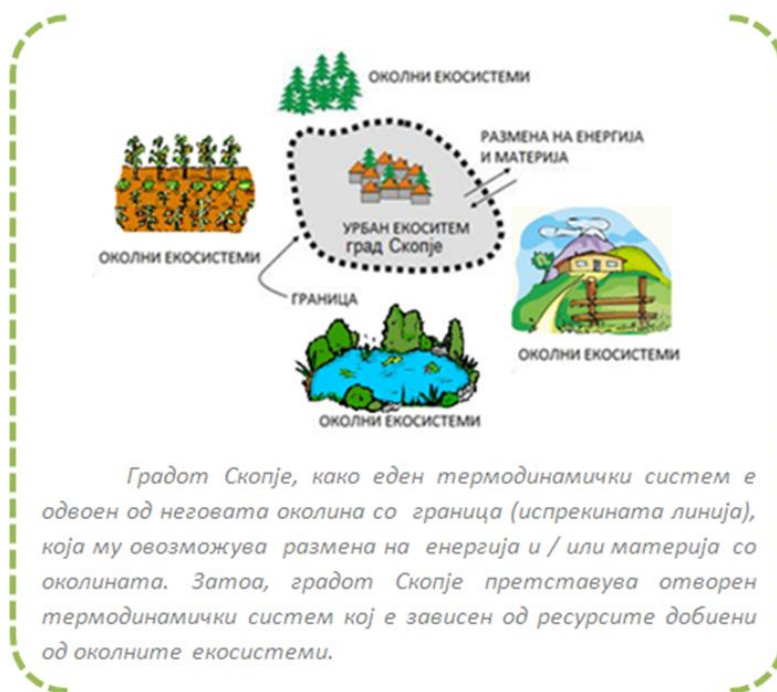 ОКОЛНИ ЕКОСИСТЕМИ
РАЗМЕНА НА ЕНЕРГИЈА
И МАТЕРИЈА
УРБАН ЕКОСИТЕМ
град Скопје
ОКОЛНИ ЕКОСИСТЕМИ
ГРАНИЦА
ОКОЛНИ ЕКОСИСТЕМИ
ОКОЛНИ ЕКОСИСТЕМИ
Градот Скопје, како еден термодинамички систем е
одвоен од неговата околина со граница (испрекината линија),
која му овозможува размена на енергија и / или материја со
околината. Затоа, градот Скопје претставува отворен
термодинамички систем кој е зависен од ресурсите добиени
од околните екосистеми.